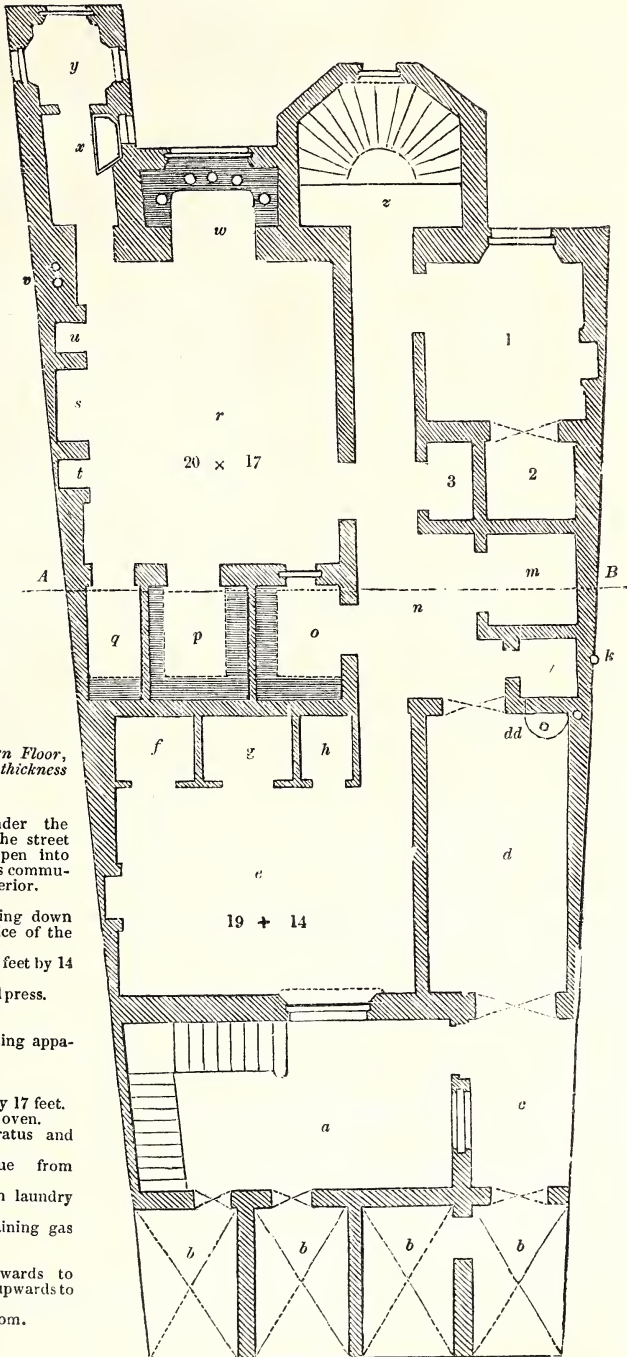 y
x
z
w
v
u
1
s
r
20 × 17
t
3
2
A
m
B
n
q
p
o
k
l
f
g
h
dd
rn Floor,
thickness
d
der the
he street
pen into
s commu-
erior.
e
ing down
ce of the
19 + 14
feet by 14
press.
ing appa-
y 17 feet.
oven.
ratus and
c
a
ue from
n laundry
ining gas
b
b
b
b
wards to
upwards to
om.